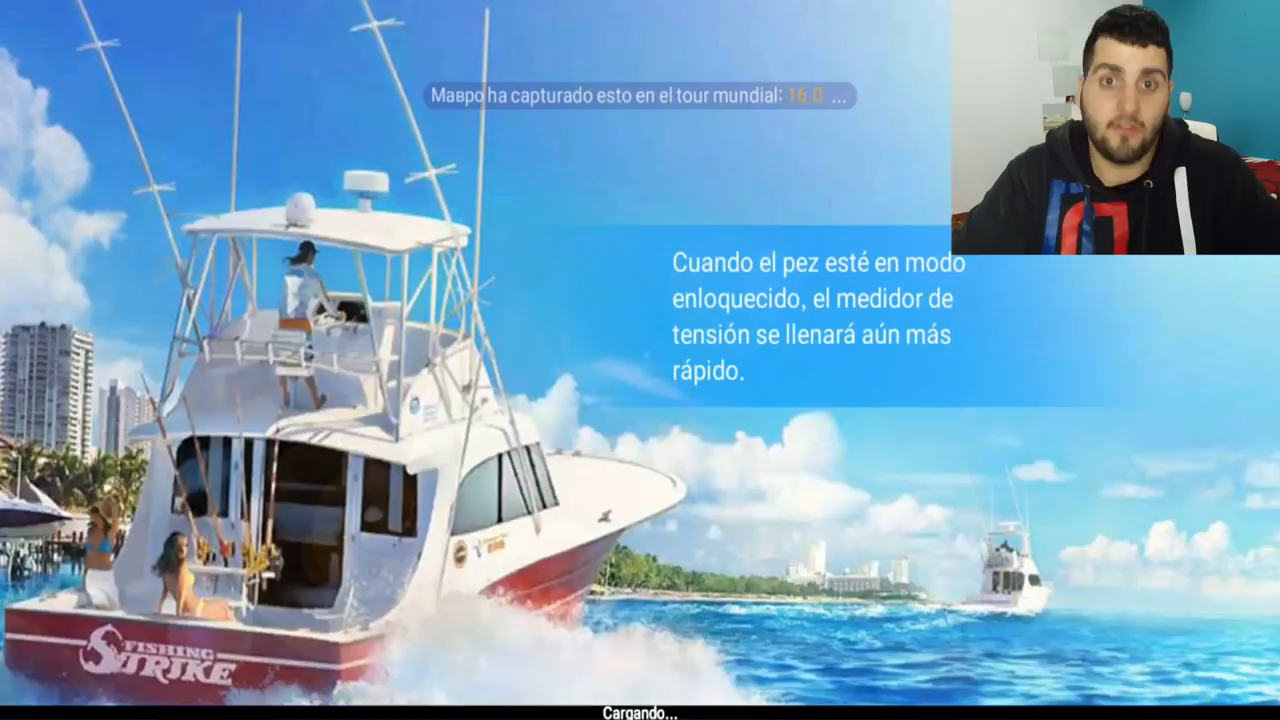 Мавро ha capturado esto en el tour mundial: 16.0 ...
Cuando el pez esté en modo
enloquecido, el medidor de
tensión se llenará aún más
rápido.
FISHING
STRIKE
Cargando...